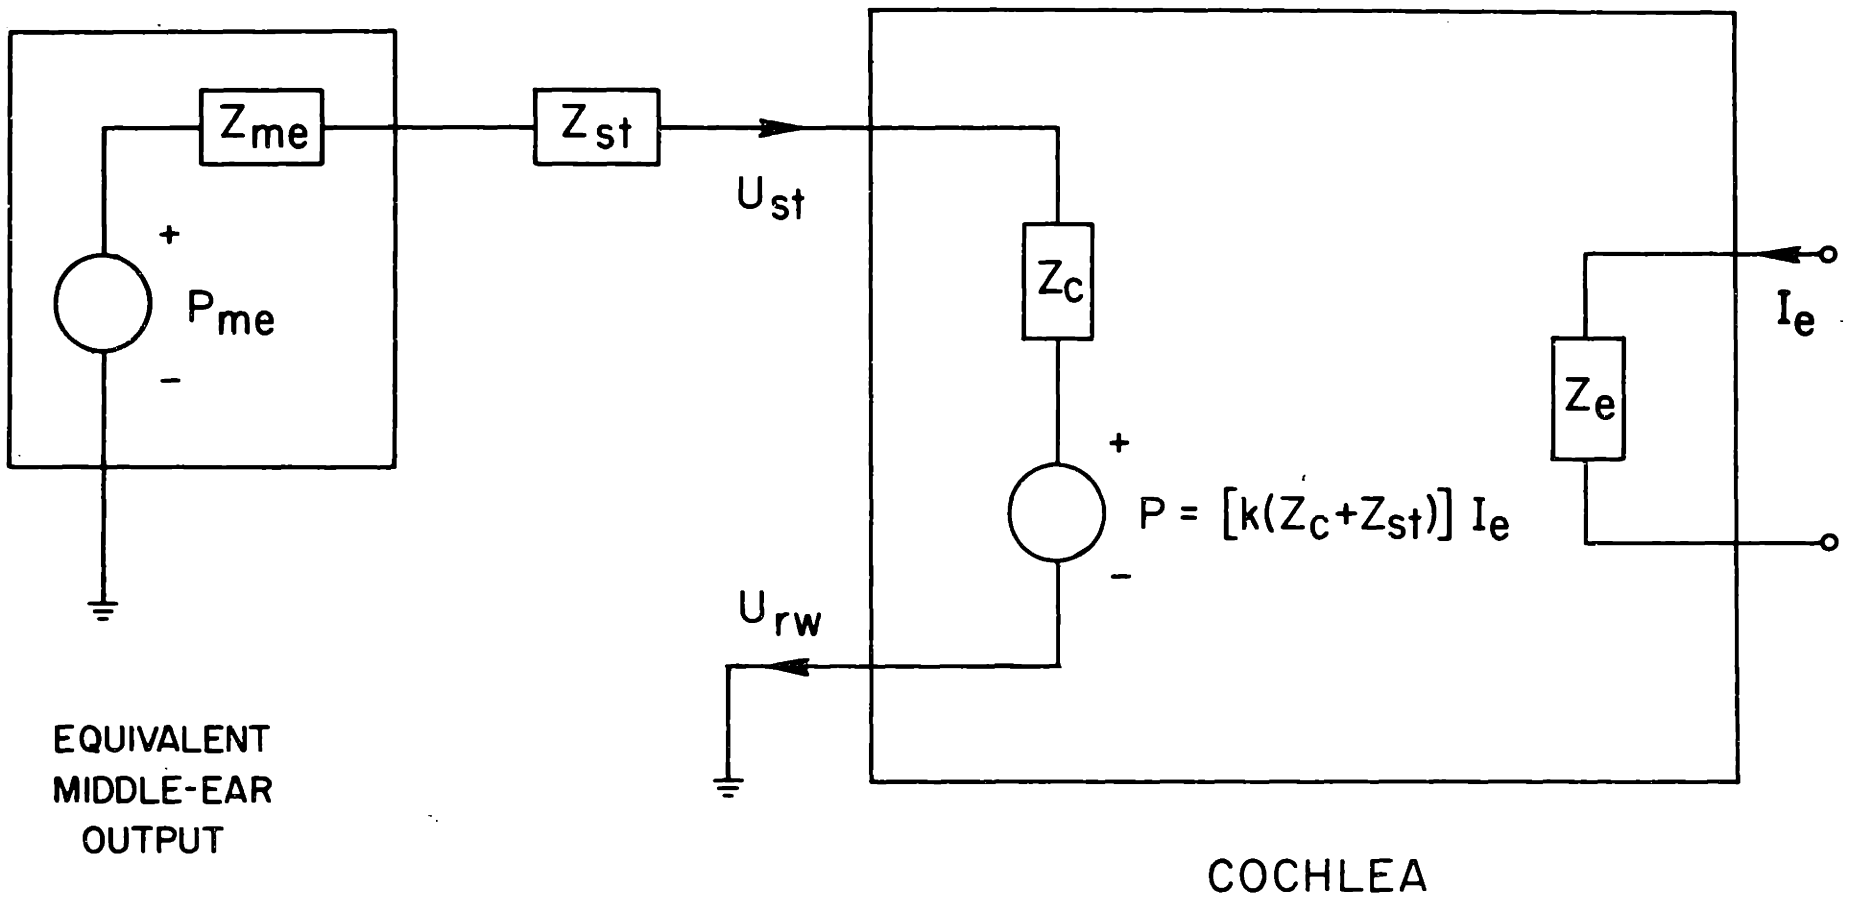 Zme
Zst
Ust
+
Pme
-
Zc
Ie
Ze
+
P = [k(Zc+Zst)] Ie
-
Urw
EQUIVALENT
MIDDLE-EAR
OUTPUT
COCHLEA